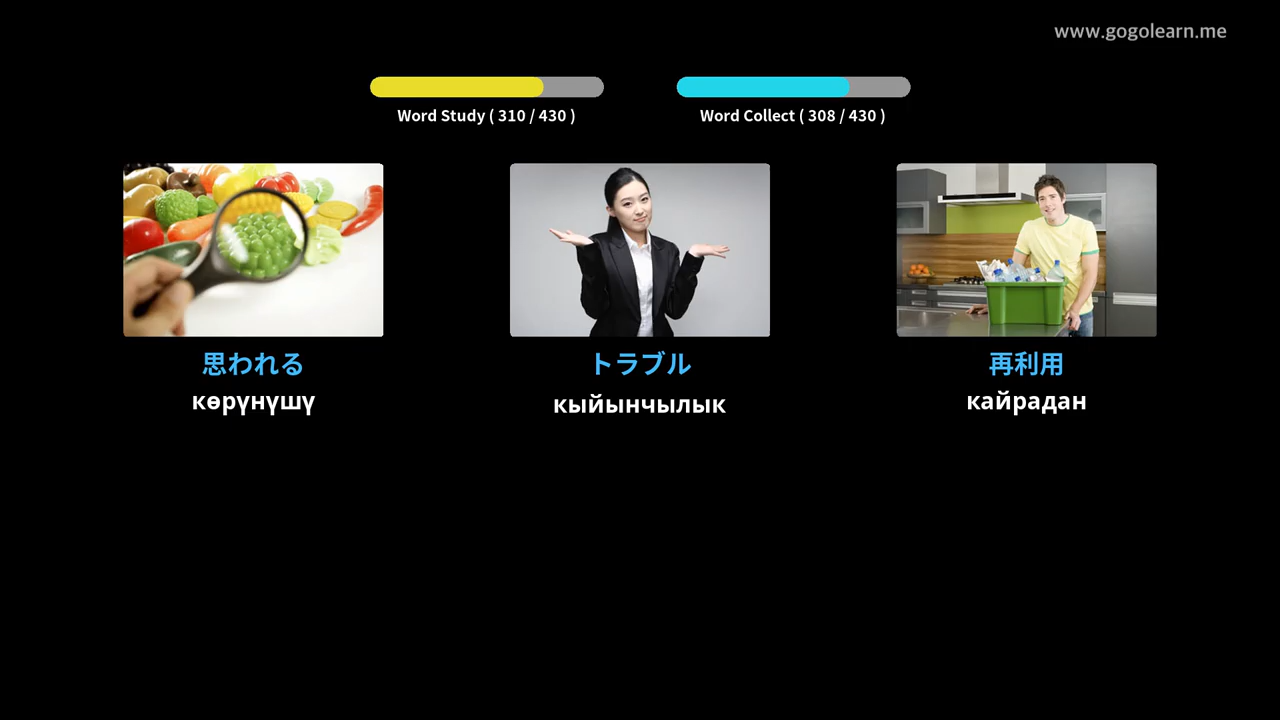 www.gogolearn.me
Word Study ( 310 / 430 )
Word Collect ( 308 / 430 )
思われる
トラブル
再利用
көрүнүшү
кыйынчылык
кайрадан